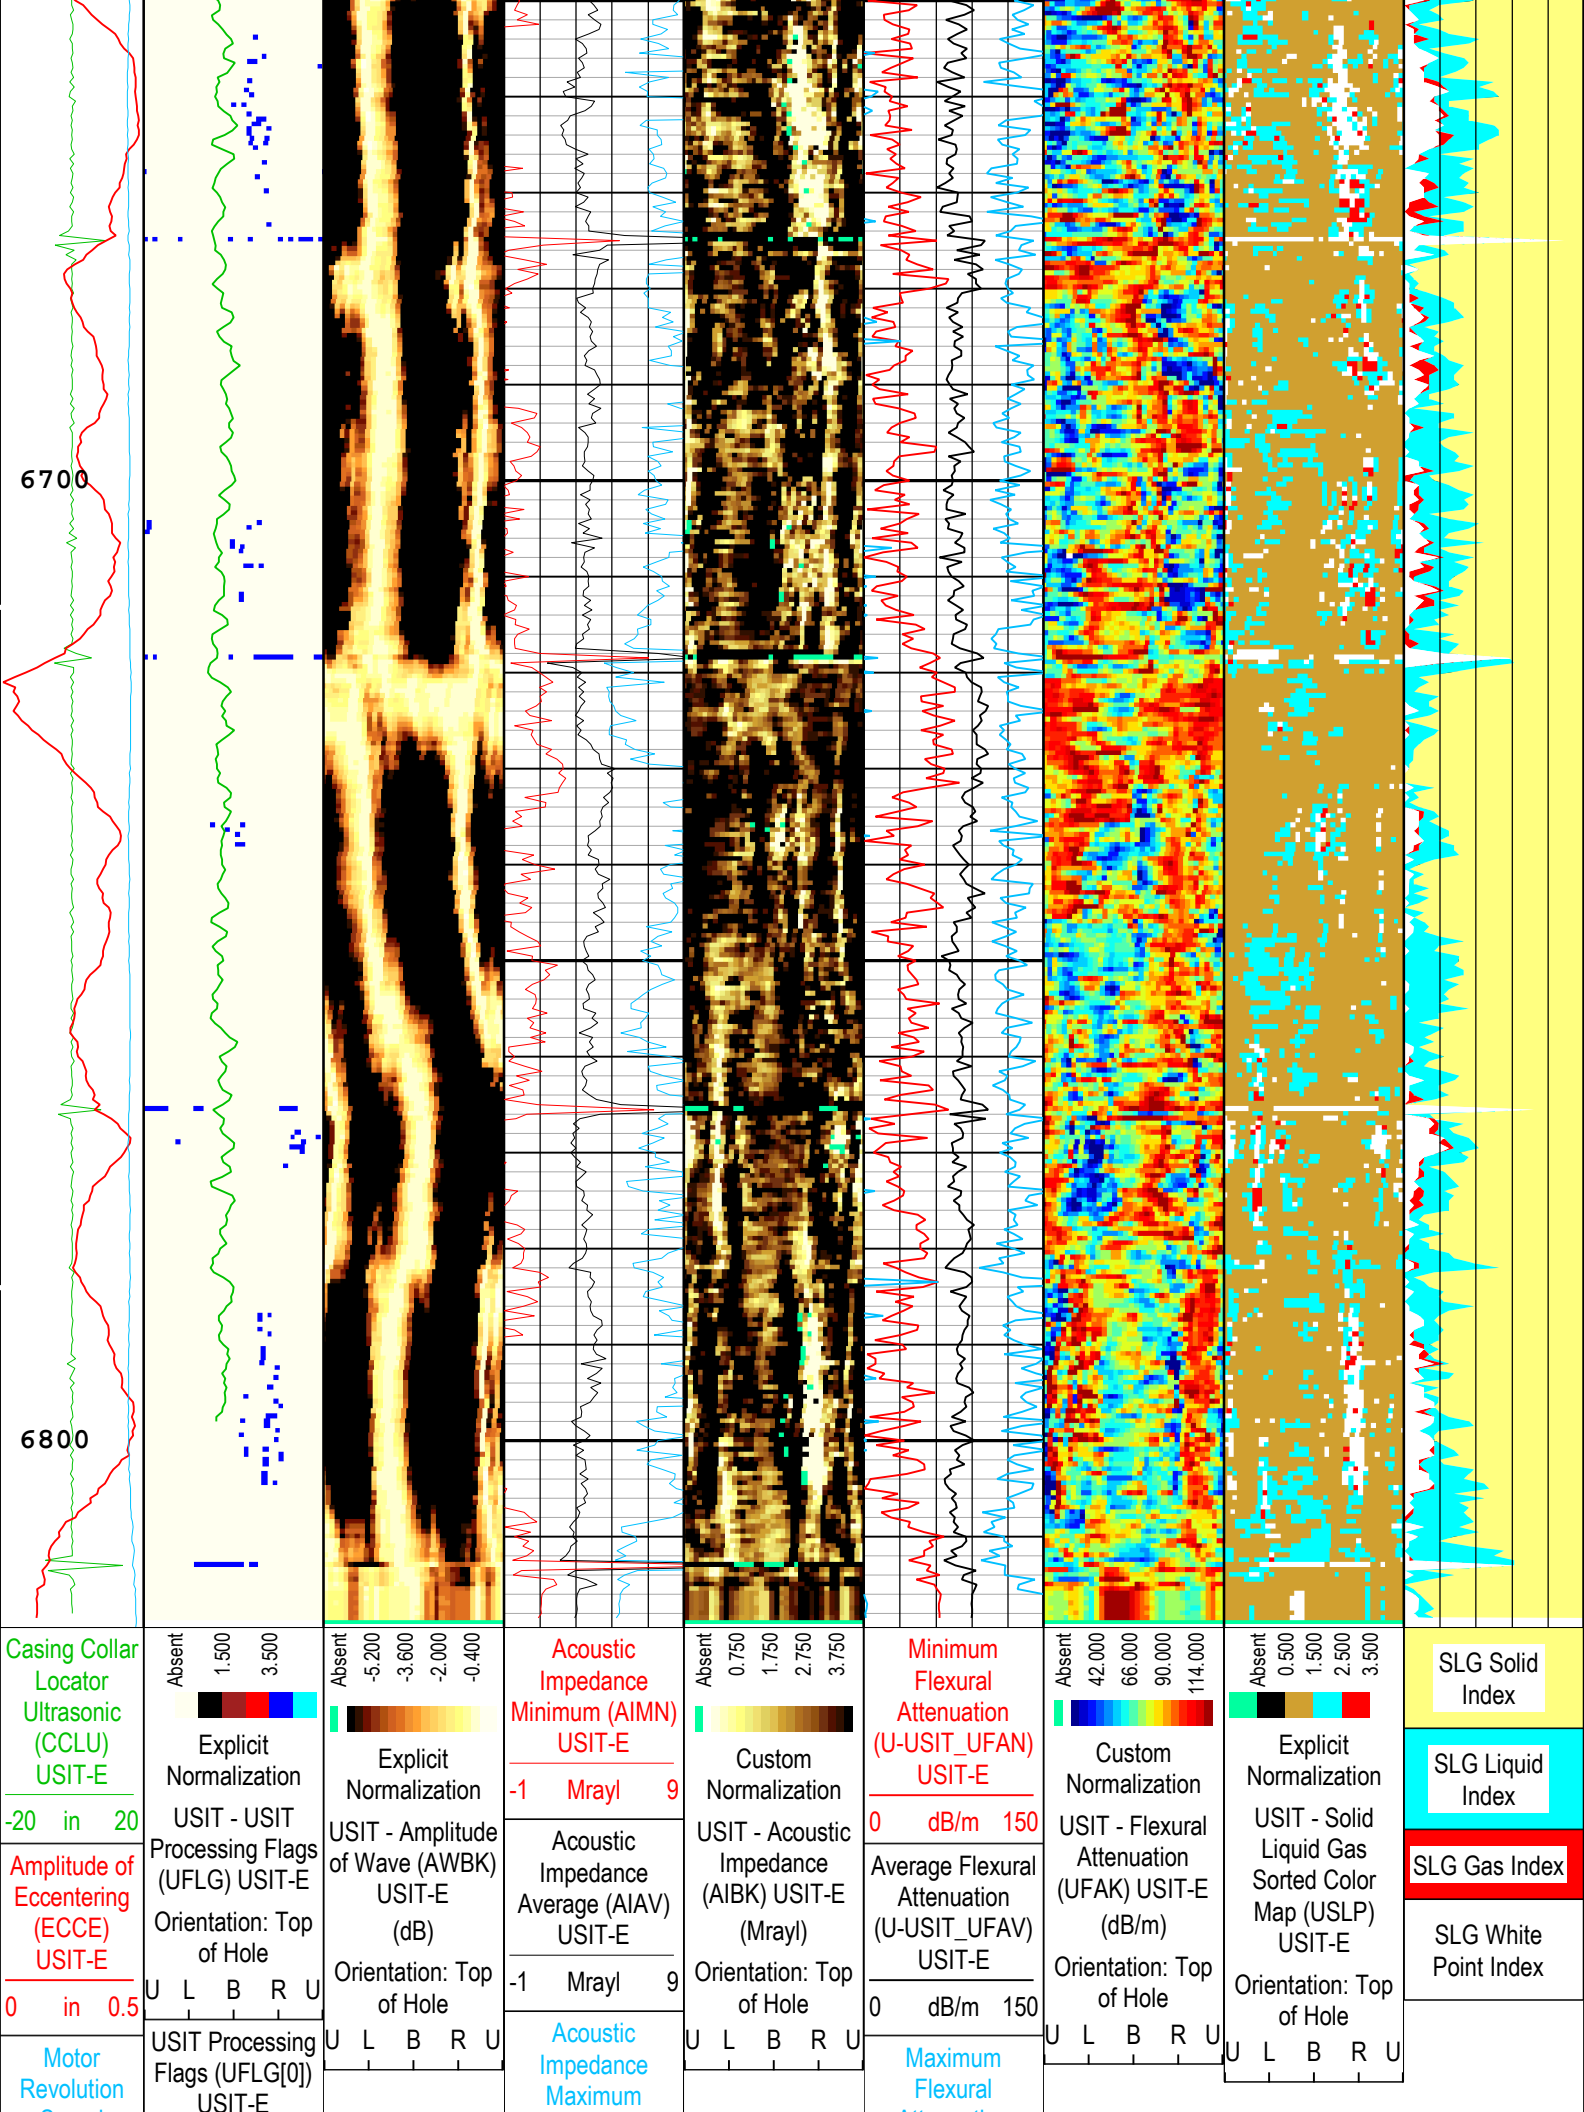 6700
6800
Casing Collar
Locator
Ultrasonic
(CCLU)
USIT-E
-20 in 20
Amplitude of
Eccentering
(ECCE)
USIT-E
0 in 0.5
Motor
Revolution
Absent 1.500 3.500
Explicit
Normalization
USIT - USIT
Processing Flags
(UFLG) USIT-E
Orientation: Top
of Hole
U L B R U
USIT Processing
Flags (UFLG[0])
USIT-E
Absent -5.200 -3.600 -2.000 -0.400
Explicit
Normalization
USIT - Amplitude
of Wave (AWBK)
USIT-E
(dB)
Orientation: Top
of Hole
U L B R U
Acoustic
Impedance
Minimum (AIMN)
USIT-E
-1 Mrayl 9
Acoustic
Impedance
Average (AIAV)
USIT-E
-1 Mrayl 9
Acoustic
Impedance
Maximum
Absent 0.750 1.750 2.750 3.750
Custom
Normalization
USIT - Acoustic
Impedance
(AIBK) USIT-E
(Mrayl)
Orientation: Top
of Hole
U L B R U
Minimum
Flexural
Attenuation
(U-USIT_UFAN)
USIT-E
0 dB/m 150
Average Flexural
Attenuation
(U-USIT_UFAV)
USIT-E
0 dB/m 150
Maximum
Flexural
Absent 42.000 66.000 90.000 114.000
Custom
Normalization
USIT - Flexural
Attenuation
(UFAK) USIT-E
(dB/m)
Orientation: Top
of Hole
U L B R U
Absent 0.500 1.500 2.500 3.500
Explicit
Normalization
USIT - Solid
Liquid Gas
Sorted Color
Map (USLP)
USIT-E
Orientation: Top
of Hole
U L B R U
SLG Solid
Index
SLG Liquid
Index
SLG Gas Index
SLG White
Point Index